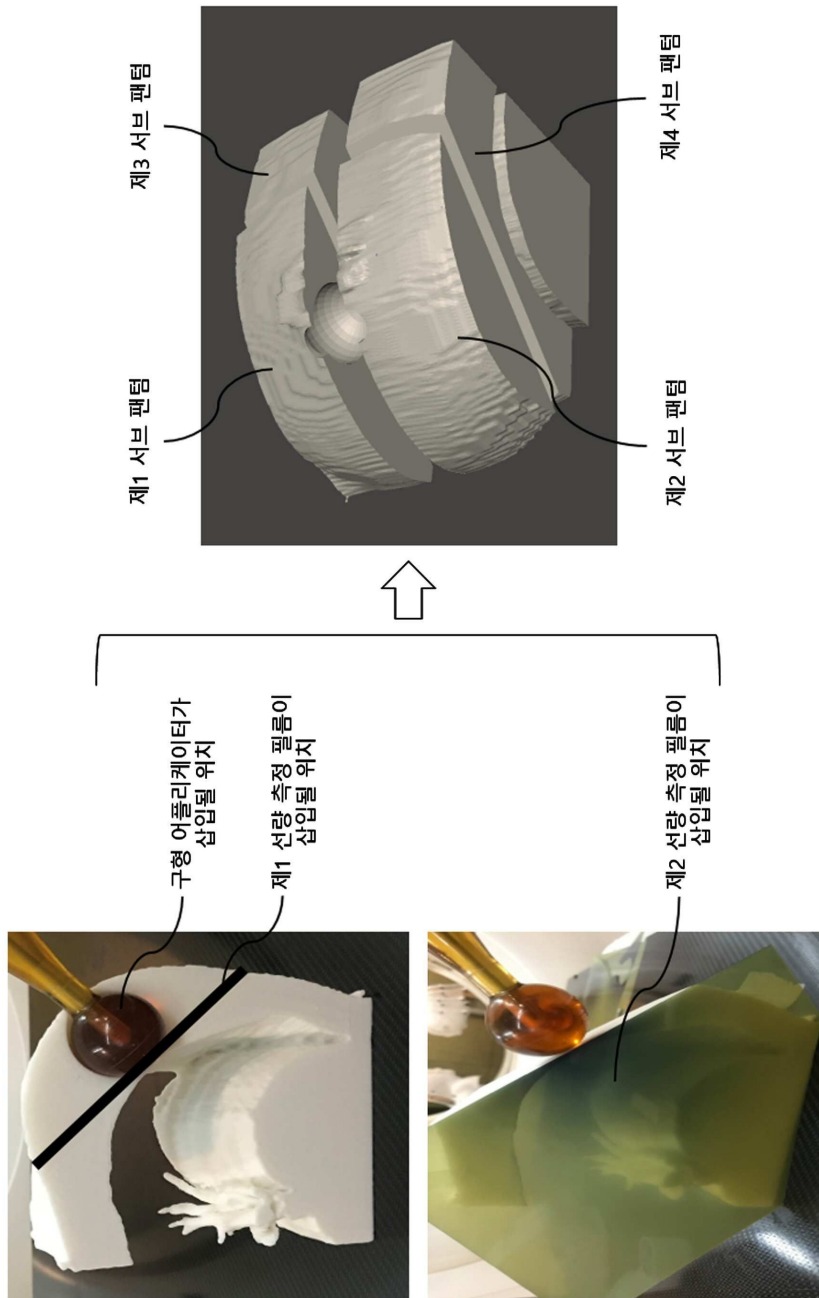 구형 어플리케이터가
삽입될 위치
제1 선량 측정 필름이
삽입될 위치
제2 선량 측정 필름이
삽입될 위치
제1 서브 팬텀
제3 서브 팬텀
제2 서브 팬텀
제4 서브 팬텀